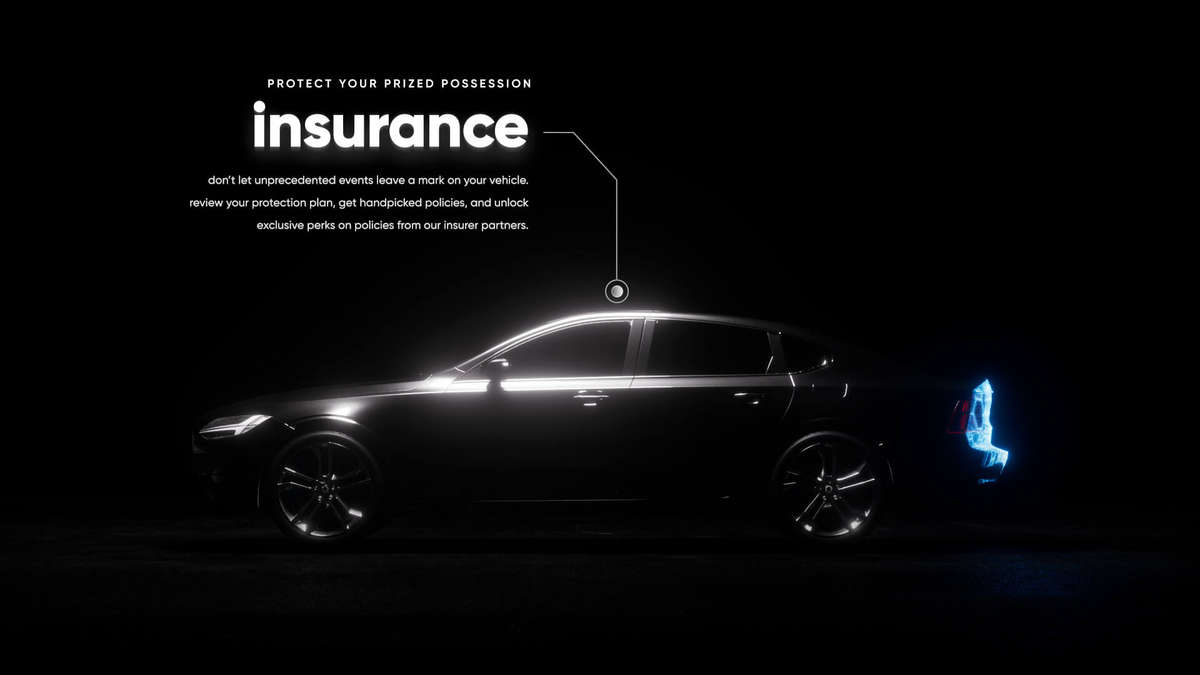 PROTECT YOUR PRIZED POSSESSION
insurance
don't let unprecedented events leave a mark on your vehicle.
review your protection plan, get handpicked policies, and unlock
exclusive perks on policies from our insurer partners.